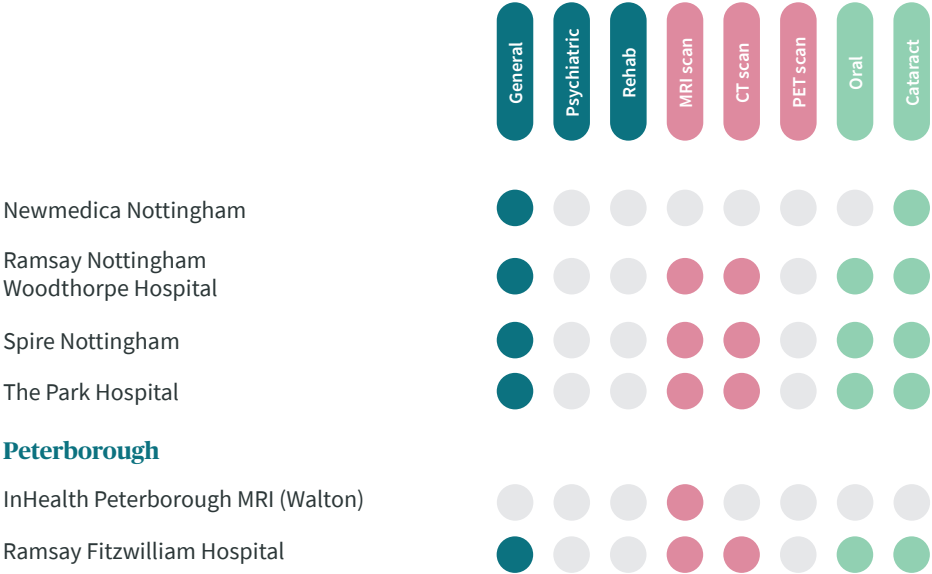 General
Psychiatric
Rehab
MRI scan
CT scan
PET scan
Oral
Cataract
Newmedica Nottingham
Ramsay Nottingham
Woodthorpe Hospital
Spire Nottingham
The Park Hospital
Peterborough
InHealth Peterborough MRI (Walton)
Ramsay Fitzwilliam Hospital